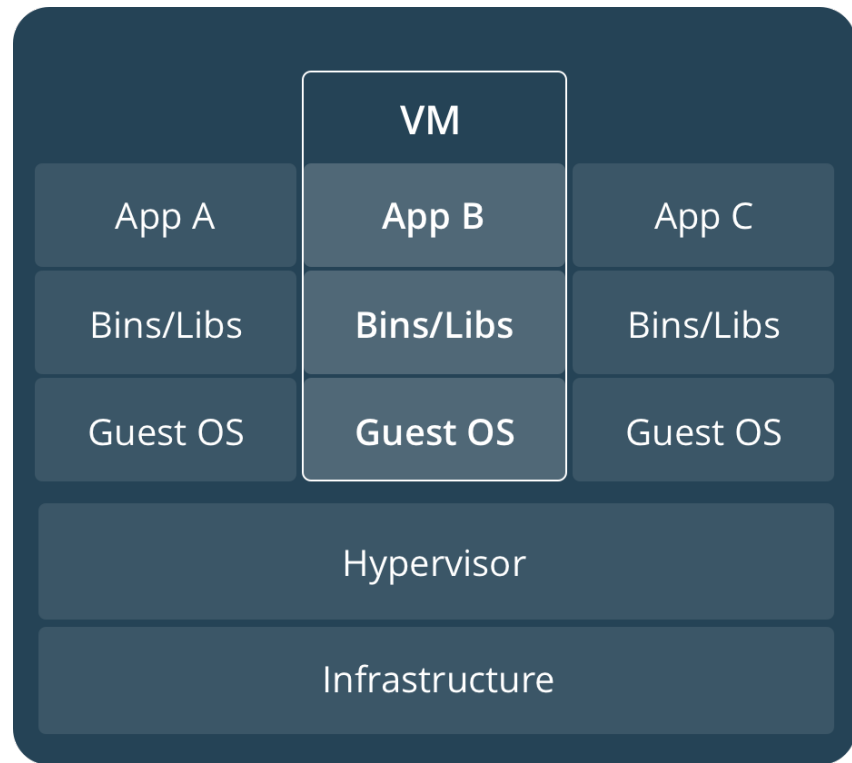 VM
App A
App B
App C
Bins/Libs
Bins/Libs
Bins/Libs
Guest OS
Guest OS
Guest OS
Hypervisor
Infrastructure